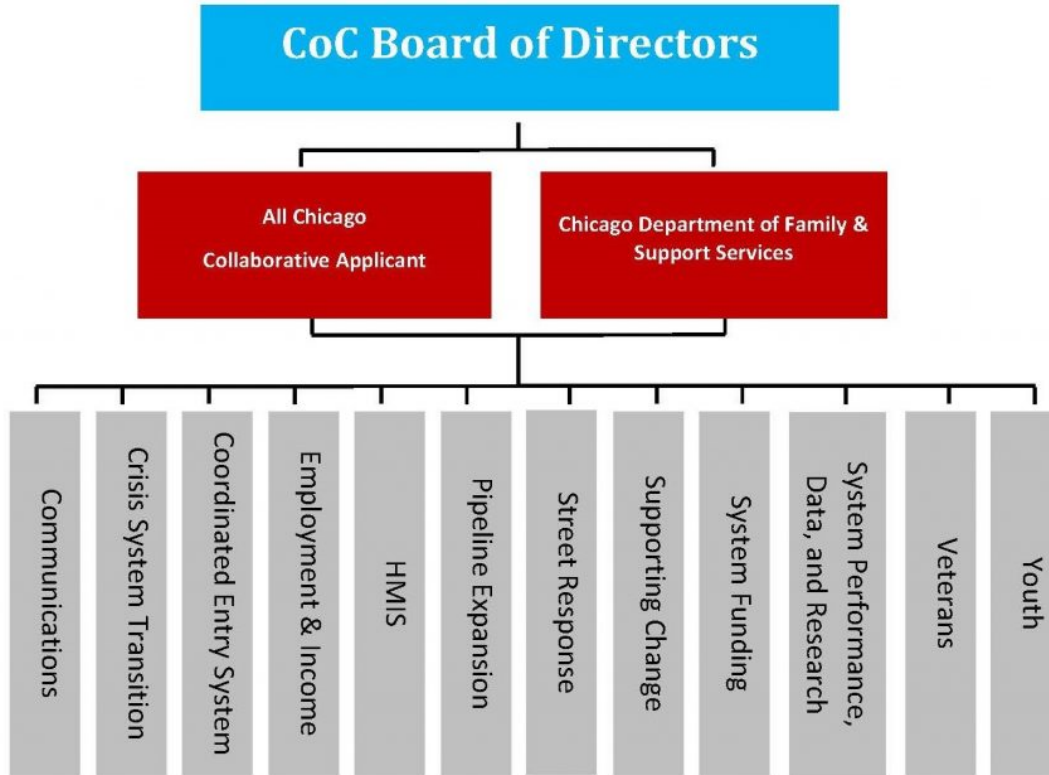 CoC Board of Directors
All Chicago
Collaborative Applicant
Chicago Department of Family &
Support Services
Communications
Crisis System Transition
Coordinated Entry System
Employment & Income
HMIS
Pipeline Expansion
Street Response
Supporting Change
System Funding
System Performance,
Data, and Research
Veterans
Youth